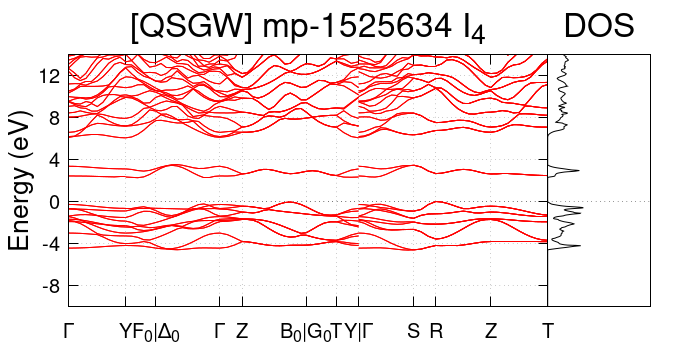 [QSGW] mp-1525634 I4 DOS
Energy (eV)
12
8
4
0
-4
-8
Γ YF0|Δ0 Γ Z B0|G0TY|Γ S R Z T